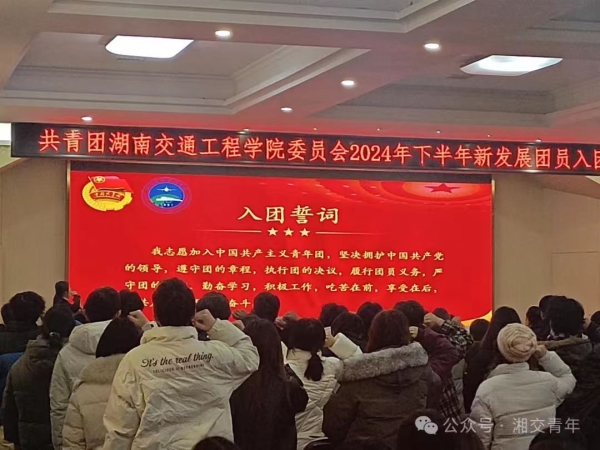 共青团湖南交通工程学院委员会2024年下半年新发展团员入团
入团誓词
我志愿加入中国共产主义青年团，坚决拥护中国共产党
的领导，遵守团的章程，执行团的决议，履行团员义务，严
守团的
，勤奋学习，积极工作，吃苦在前，享受在后，
奋斗
It's the real thing.
公众号·湘交青年